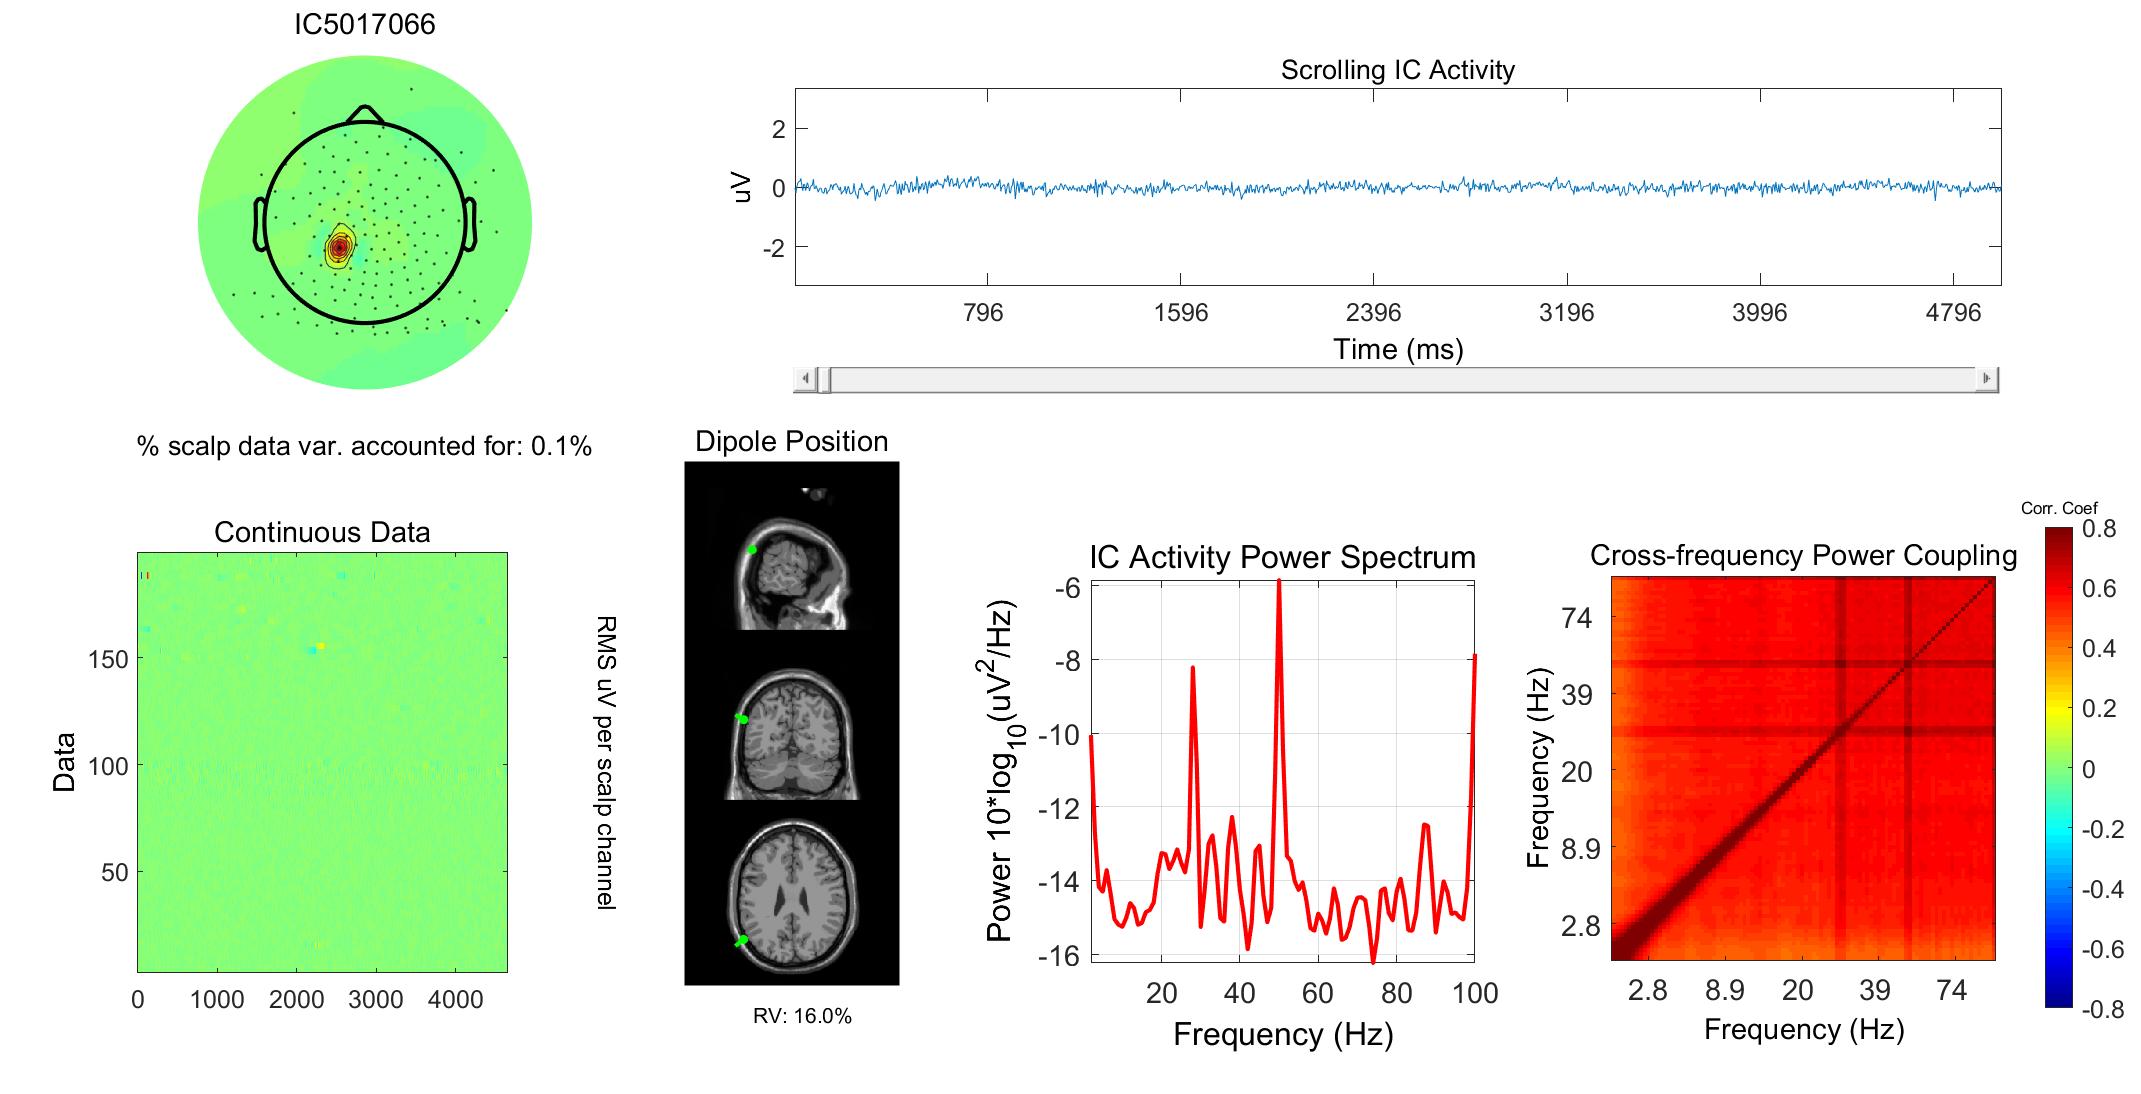 IC5017066
% scalp data var. accounted for: 0.1%
Scrolling IC Activity
uV
2
0
-2
796 1596 2396 3196 3996 4796
Time (ms)
Continuous Data
Data
150
100
50
0 1000 2000 3000 4000
RMS uV per scalp channel
Dipole Position
RV: 16.0%
IC Activity Power Spectrum
Power 10*log10(uV2/Hz)
-6
-8
-10
-12
-14
-16
20 40 60 80 100
Frequency (Hz)
Cross-frequency Power Coupling
Frequency (Hz)
74
39
20
8.9
2.8
2.8 8.9 20 39 74
Frequency (Hz)
Corr. Coef
0.8
0.6
0.4
0.2
0
-0.2
-0.4
-0.6
-0.8